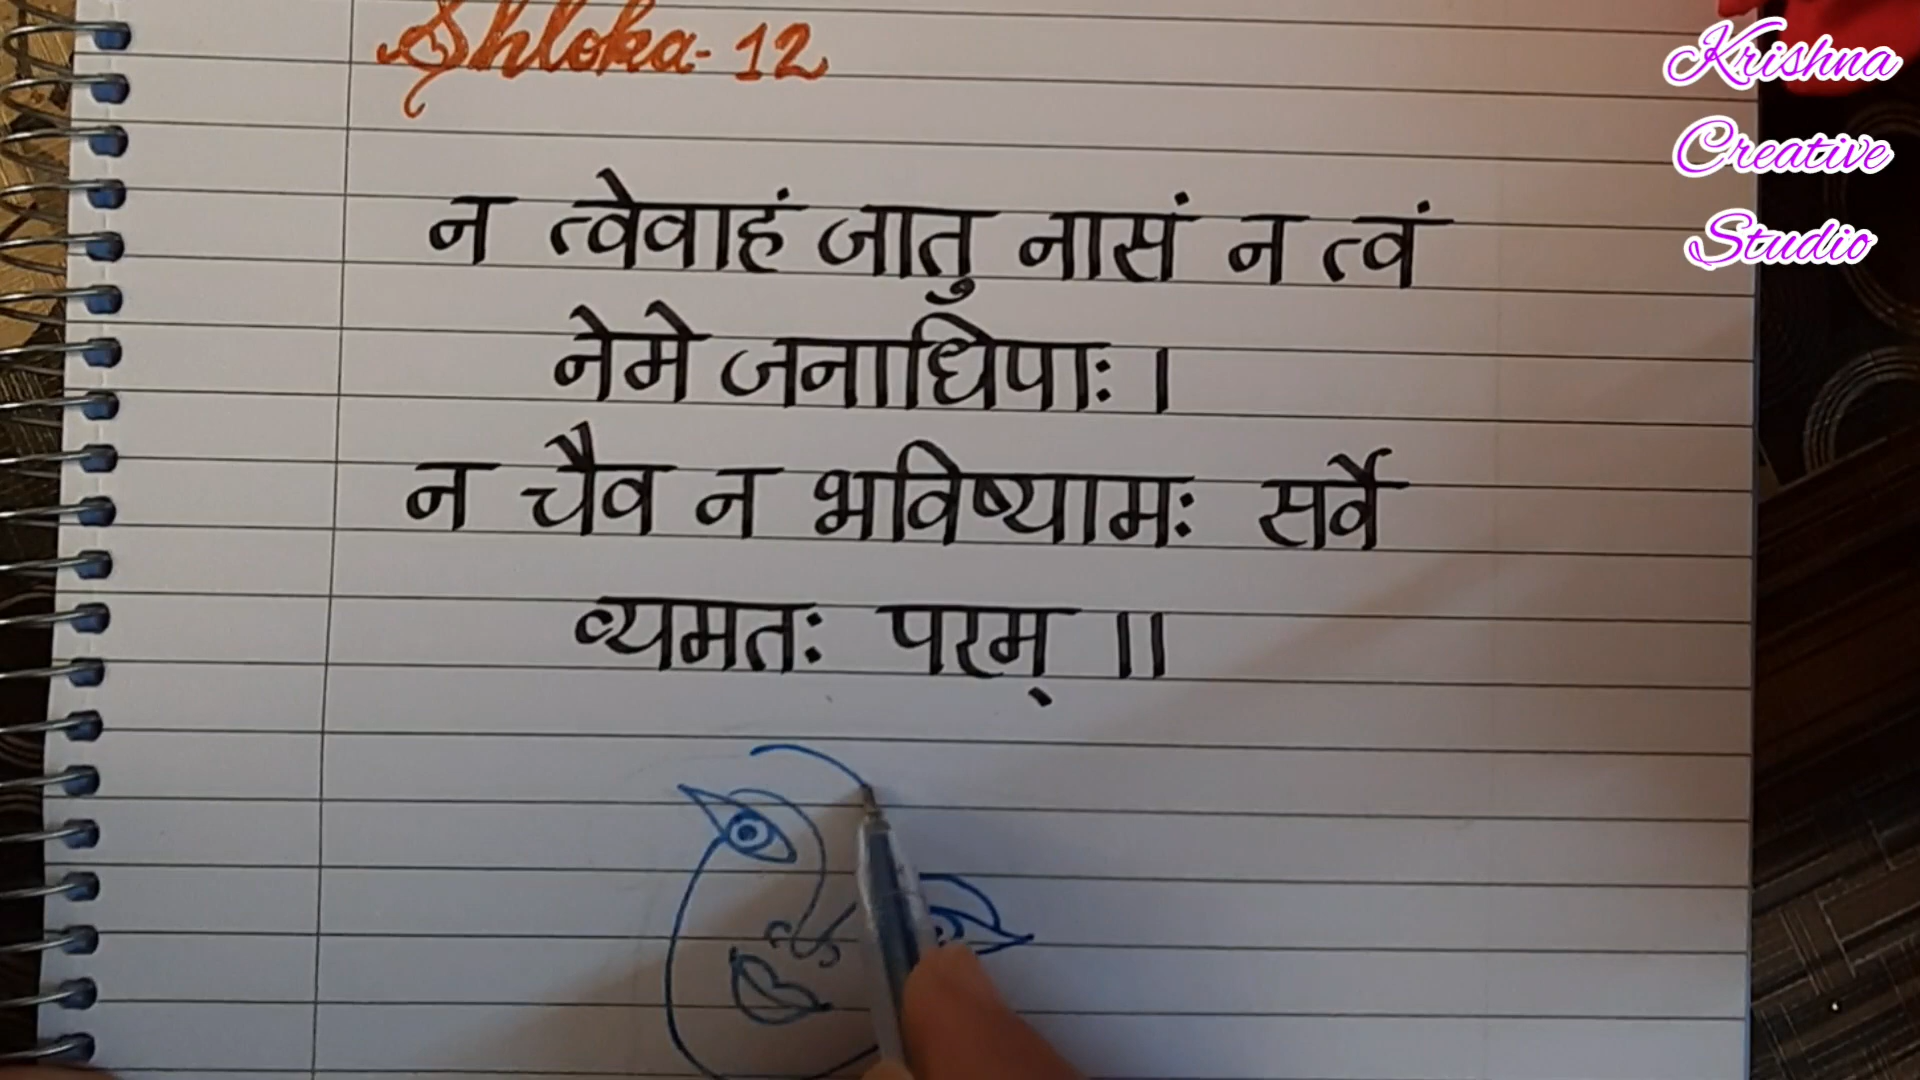 Shloka-12
न त्वेवाहं जातु नासं न त्वं
नेमे जनाधिपाः।
न चैव न भविष्यामः सर्वे
व्यमतः परम् ॥
Krishna
Creative
Studio